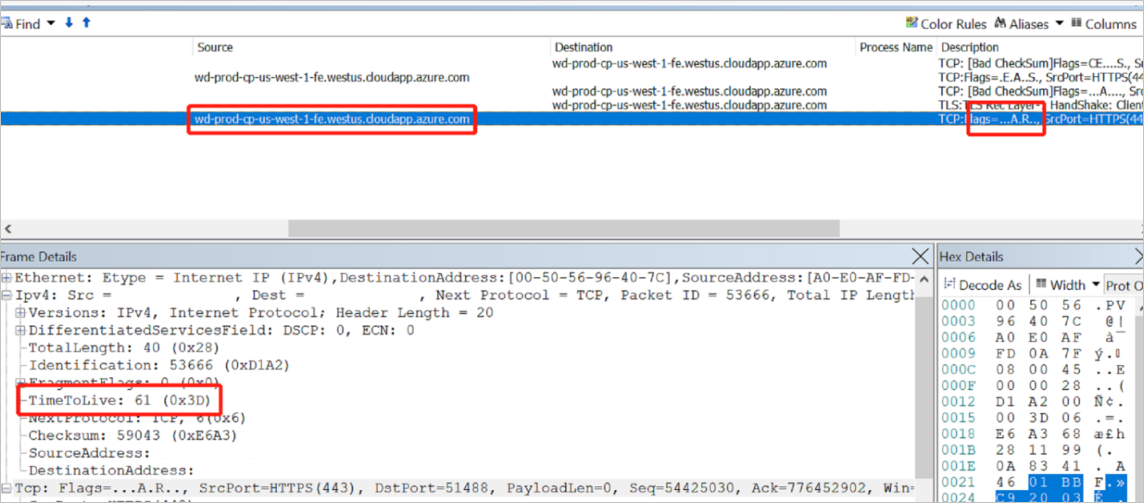 Find Color Rules Aliases Columns
Source Destination Process Name Description
wd-prod-cp-us-west-1-fe.westus.cloudapp.azure.com TCP: [Bad CheckSum]Flags=CE....S., S
wd-prod-cp-us-west-1-fe.westus.cloudapp.azure.com TCP:Flags=.E.A..S., SrcPort=HTTPS(44
wd-prod-cp-us-west-1-fe.westus.cloudapp.azure.com TCP: [Bad CheckSum]Flags=...A...., Src
wd-prod-cp-us-west-1-fe.westus.cloudapp.azure.com TLS:TLS Rec Layer- HandShake: Clien
wd-prod-cp-us-west-1-fe.westus.cloudapp.azure.com TCP:Flags=...A.R.., SrcPort=HTTPS(44
Frame Details
Ethernet: Etype = Internet IP (IPv4),DestinationAddress:[00-50-56-96-40-7C],SourceAddress:[A0-E0-AF-FD-
Ipv4: Src = , Dest = , Next Protocol = TCP, Packet ID = 53666, Total IP Length
Versions: IPv4, Internet Protocol; Header Length = 20
DifferentiatedServicesField: DSCP: 0, ECN: 0
TotalLength: 40 (0x28)
Identification: 53666 (0xD1A2)
FragmentFlags: 0 (0x0)
TimeToLive: 61 (0x3D)
NextProtocol: TCP, 6(0x6)
Checksum: 59043 (0xE6A3)
SourceAddress:
DestinationAddress:
Tcp: Flags=...A.R.., SrcPort=HTTPS(443), DstPort=51488, PayloadLen=0, Seq=54425030, Ack=776452902, Win=
Hex Details
Decode As Width Prot O
0000 00 50 56 .PV
0003 96 40 7C @|
0006 A0 E0 AF à¯
0009 FD 0A 7F ý.
000C 08 00 45 ..E
000F 00 00 28 ..(
0012 D1 A2 00 Ñ¢.
0015 00 3D 06 .=.
0018 E6 A3 68 æ£h
001B 28 11 99 (.
001E 0A 83 41 . A
0021 46 01 BB F.»
0024 C9 20 03 É .